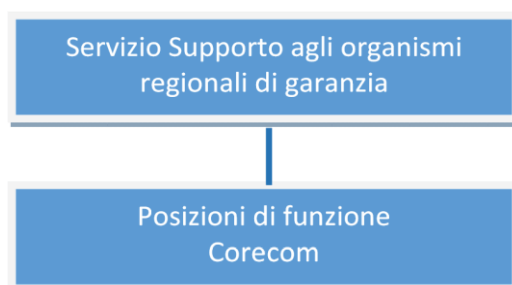 Servizio Supporto agli organismi
regionali di garanzia
Posizioni di funzione
Corecom